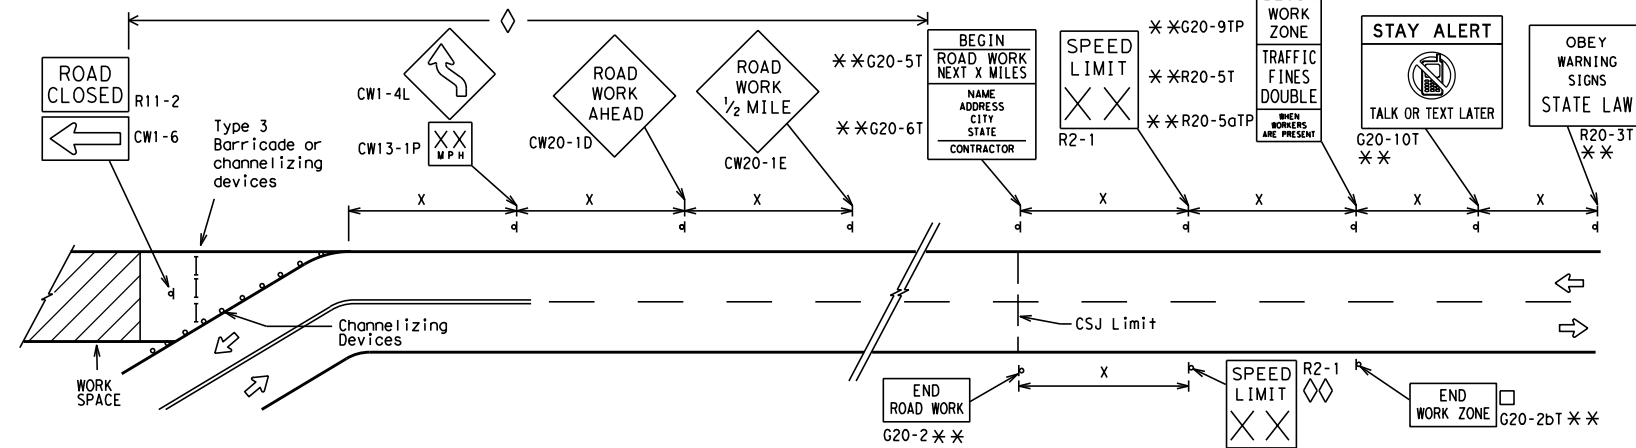 ROAD
CLOSED
R11-2
CW1-6
Type 3
Barricade or
channelizing
devices
CW1-4L
XX
MPH
CW13-1P
ROAD
WORK
AHEAD
CW20-1D
ROAD
WORK
1/2 MILE
CW20-1E
**G20-5T
**G20-6T
BEGIN
ROAD WORK
NEXT X MILES
NAME
ADDRESS
CITY
STATE
CONTRACTOR
SPEED
LIMIT
XX
R2-1
**G20-9TP
**R20-5T
**R20-5aTP
WORK
ZONE
TRAFFIC
FINES
DOUBLE
WHEN
WORKERS
ARE PRESENT
STAY ALERT
TALK OR TEXT LATER
G20-10T
**
OBEY
WARNING
SIGNS
STATE LAW
R20-3T
**
X
X
X
X
X
X
X
Channelizing
Devices
CSJ Limit
WORK
SPACE
END
ROAD WORK
G20-2**
X
SPEED
LIMIT
XX
R2-1
END
WORK ZONE
G20-2bT**